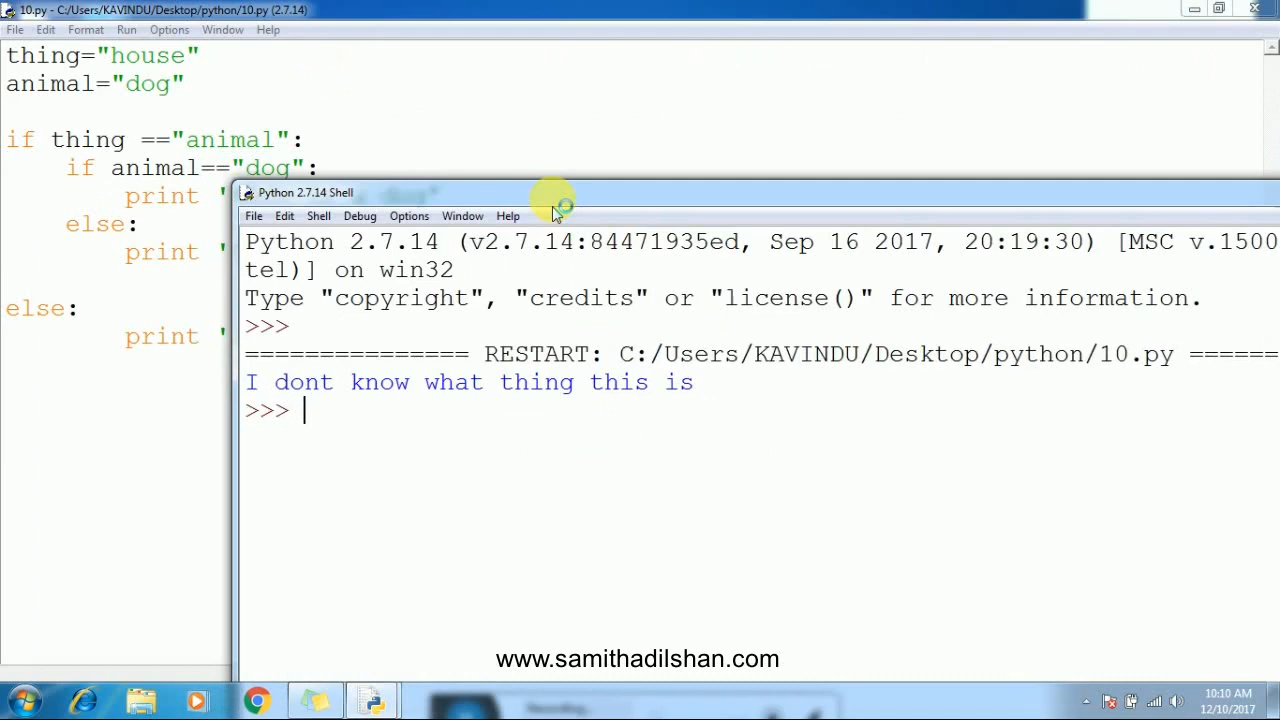 10.py - C:/Users/KAVINDU/Desktop/python/10.py (2.7.14)
File Edit Format Run Options Window Help
thing="house"
animal="dog"
if thing =="animal":
if animal=="dog":
print '
else:
print '
else:
print '
Python 2.7.14 Shell
File Edit Shell Debug Options Window Help
Python 2.7.14 (v2.7.14:84471935ed, Sep 16 2017, 20:19:30) [MSC v.1500
tel)] on win32
Type "copyright", "credits" or "license()" for more information.
>>>
=============== RESTART: C:/Users/KAVINDU/Desktop/python/10.py ======
I dont know what thing this is
>>>
www.samithadilshan.com
Recording...
10:10 AM
12/10/2017